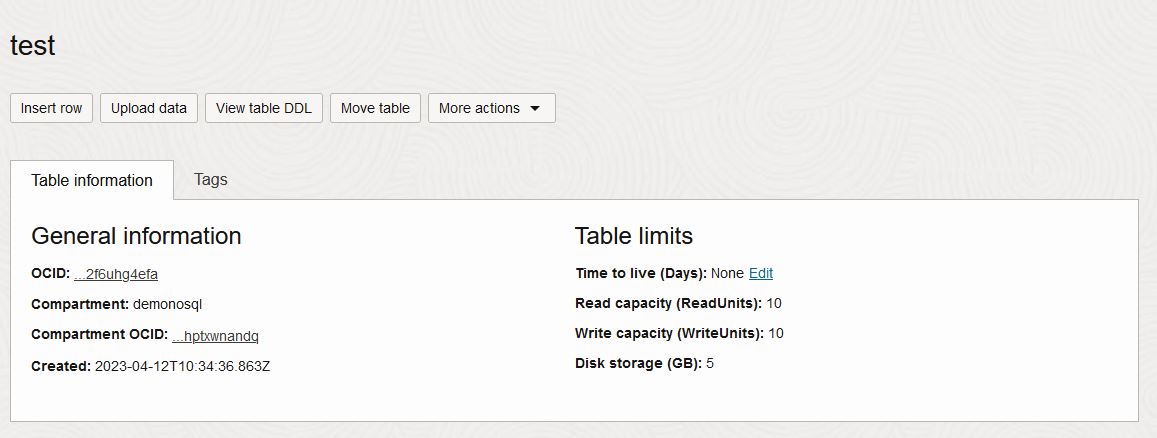 test
Insert row Upload data View table DDL Move table More actions
Table information Tags
General information
OCID: ...2f6uhg4efa
Compartment: demonosql
Compartment OCID: ...hptxwnandq
Created: 2023-04-12T10:34:36.863Z
Table limits
Time to live (Days): None Edit
Read capacity (ReadUnits): 10
Write capacity (WriteUnits): 10
Disk storage (GB): 5